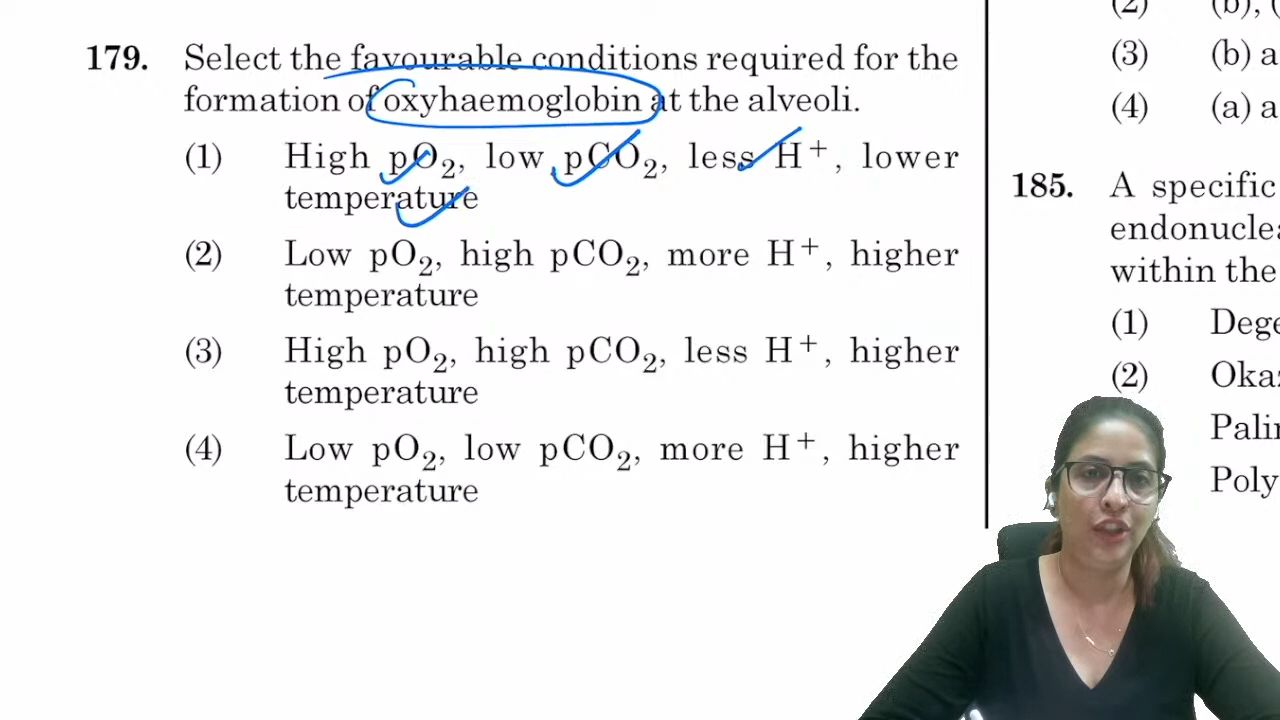 179. Select the favourable conditions required for the
formation of oxyhaemoglobin at the alveoli.
(1) High pO₂, low pCO₂, less H⁺, lower
temperature
(2) Low pO₂, high pCO₂, more H⁺, higher
temperature
(3) High pO₂, high pCO₂, less H⁺, higher
temperature
(4) Low pO₂, low pCO₂, more H⁺, higher
temperature
(2) (b), (
(3) (b) a
(4) (a) a
185. A specific
endonuclea
within the
(1) Dege
(2) Oka
Palin
Poly